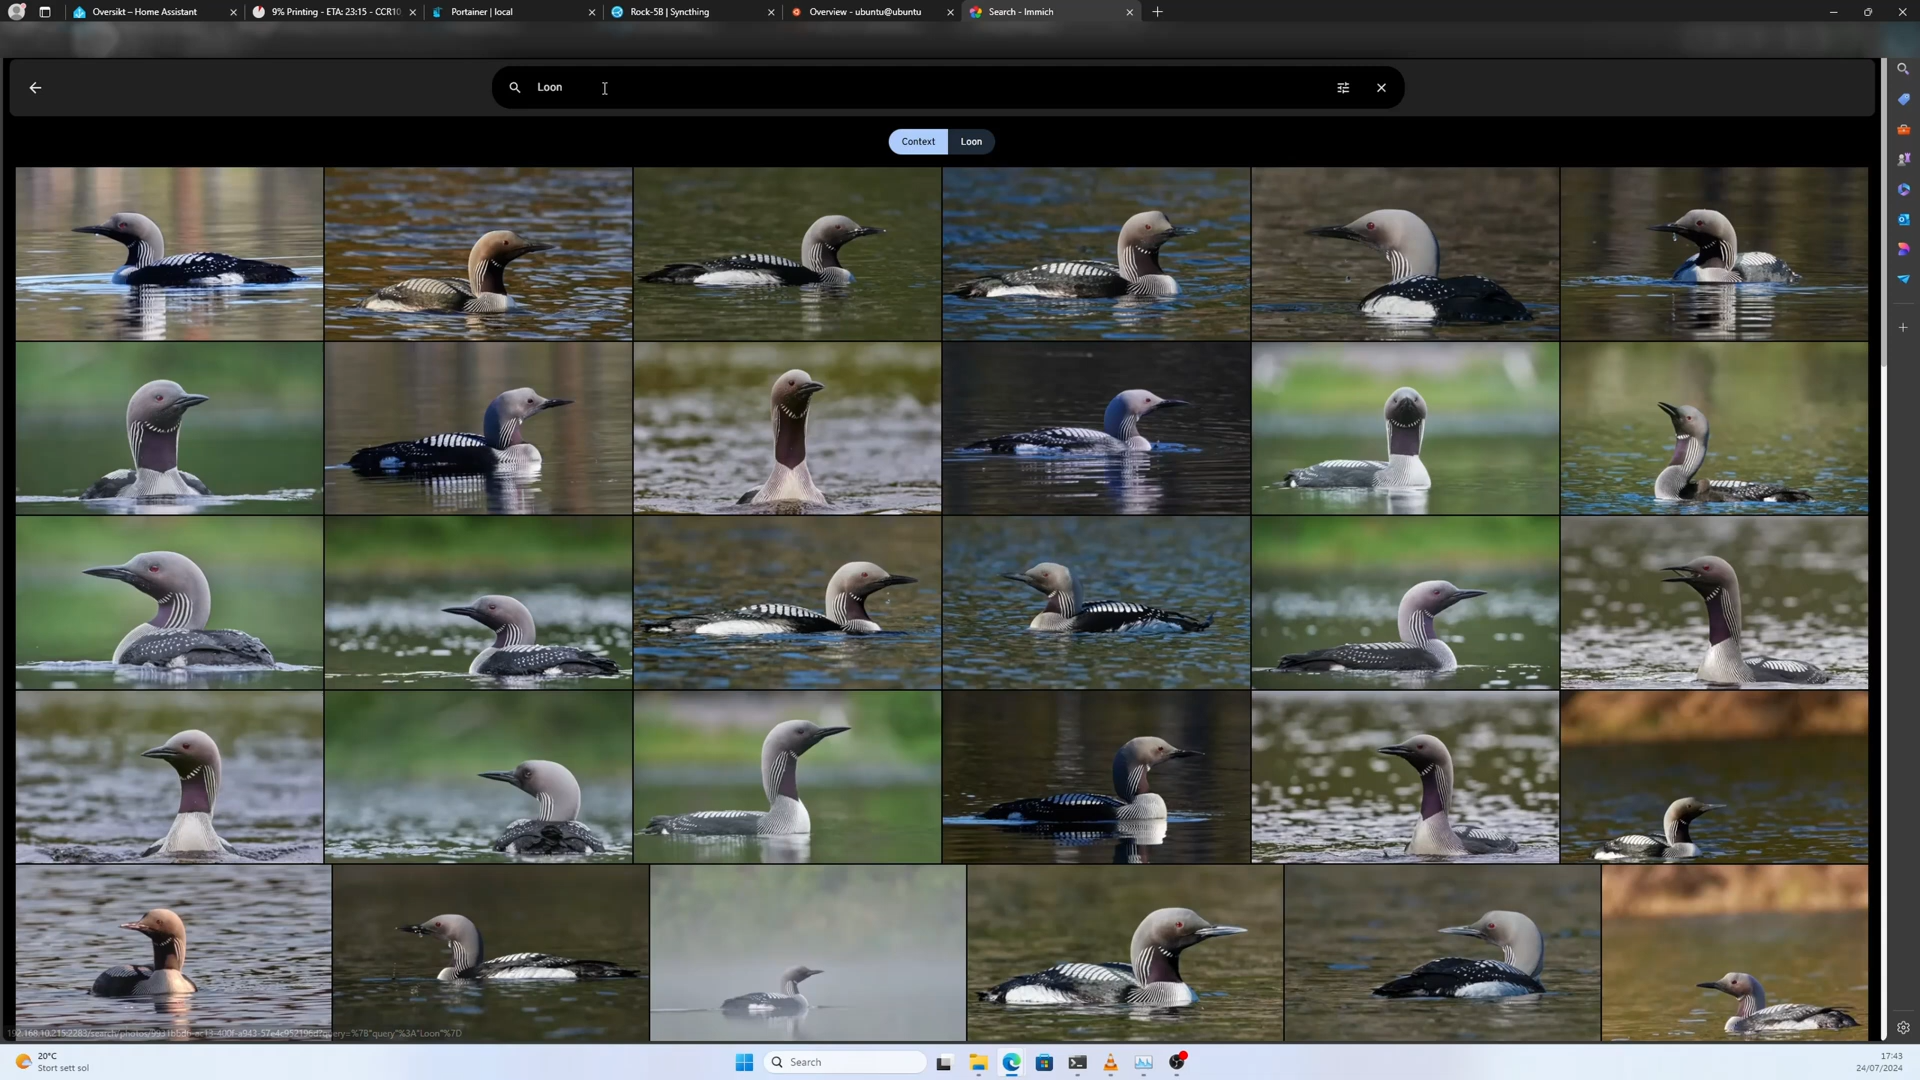 Oversikt – Home Assistant
9% Printing - ETA: 23:15 - CCR10
Portainer | local
Rock-5B | Syncthing
Overview - ubuntu@ubuntu
Search - Immich
Loon
Context Loon
20°C
Stort sett sol
Search
17:43
24/07/2024